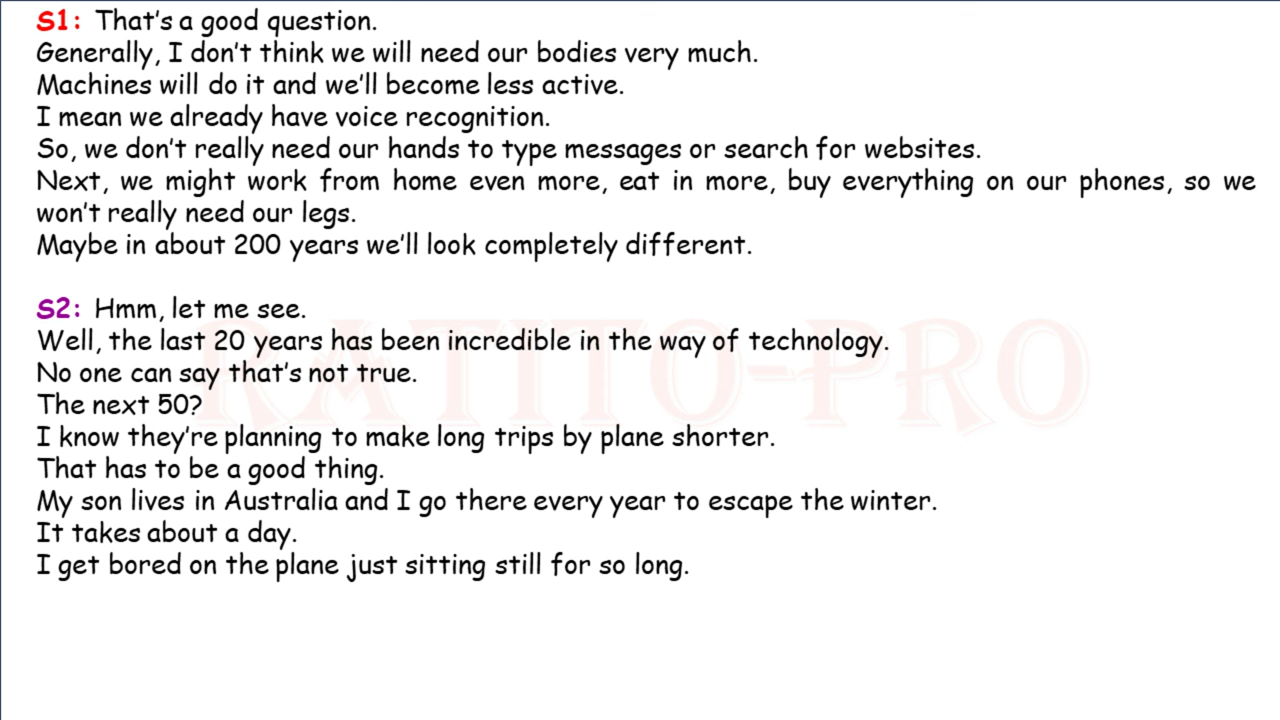 S1: That's a good question.
Generally, I don't think we will need our bodies very much.
Machines will do it and we'll become less active.
I mean we already have voice recognition.
So, we don't really need our hands to type messages or search for websites.
Next, we might work from home even more, eat in more, buy everything on our phones, so we
won't really need our legs.
Maybe in about 200 years we'll look completely different.
S2: Hmm, let me see.
Well, the last 20 years has been incredible in the way of technology.
No one can say that's not true.
RATITO-PRO
The next 50?
I know they're planning to make long trips by plane shorter.
That has to be a good thing.
My son lives in Australia and I go there every year to escape the winter.
It takes about a day.
I get bored on the plane just sitting still for so long.